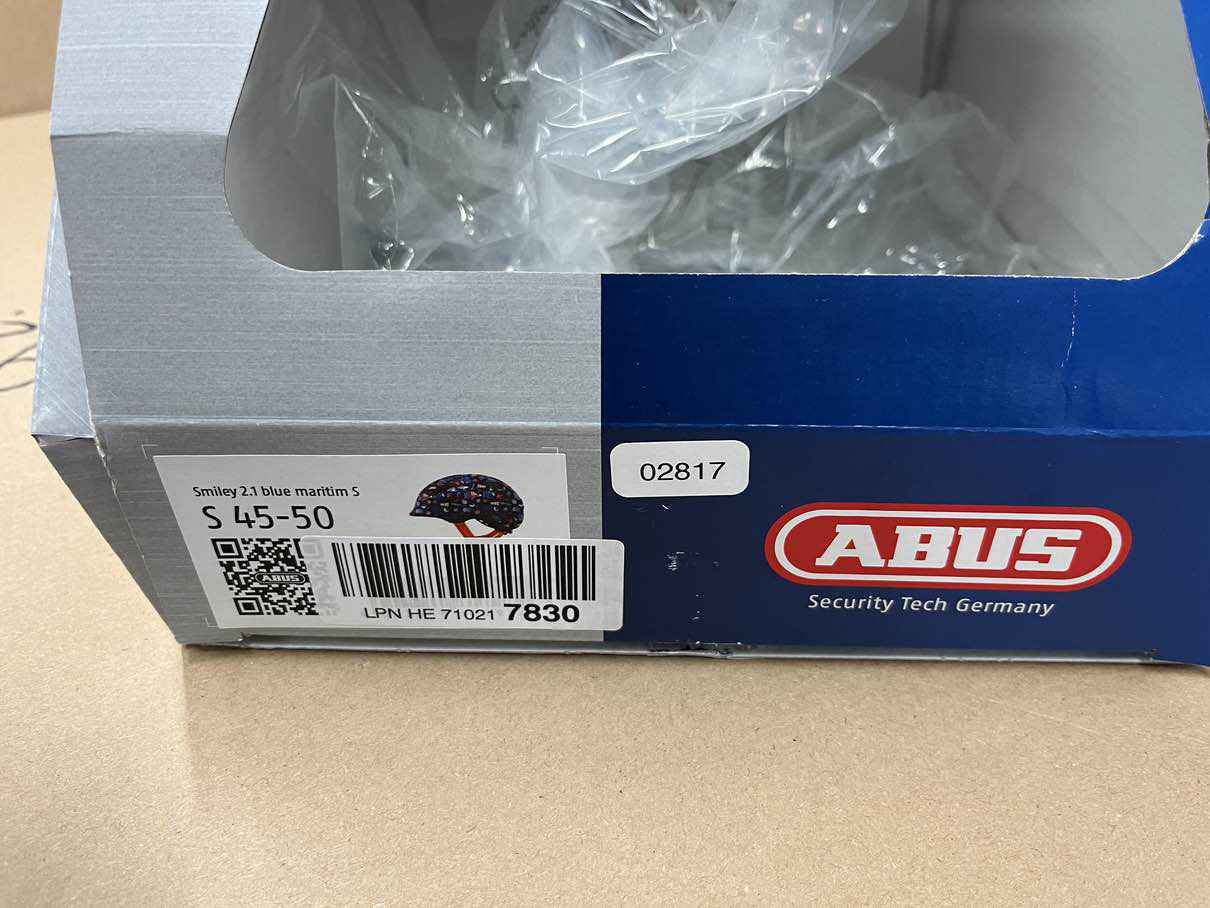 Smiley 2.1 blue maritim S
S 45-50
ABUS
LPN HE 71021 7830
02817
ABUS
Security Tech Germany